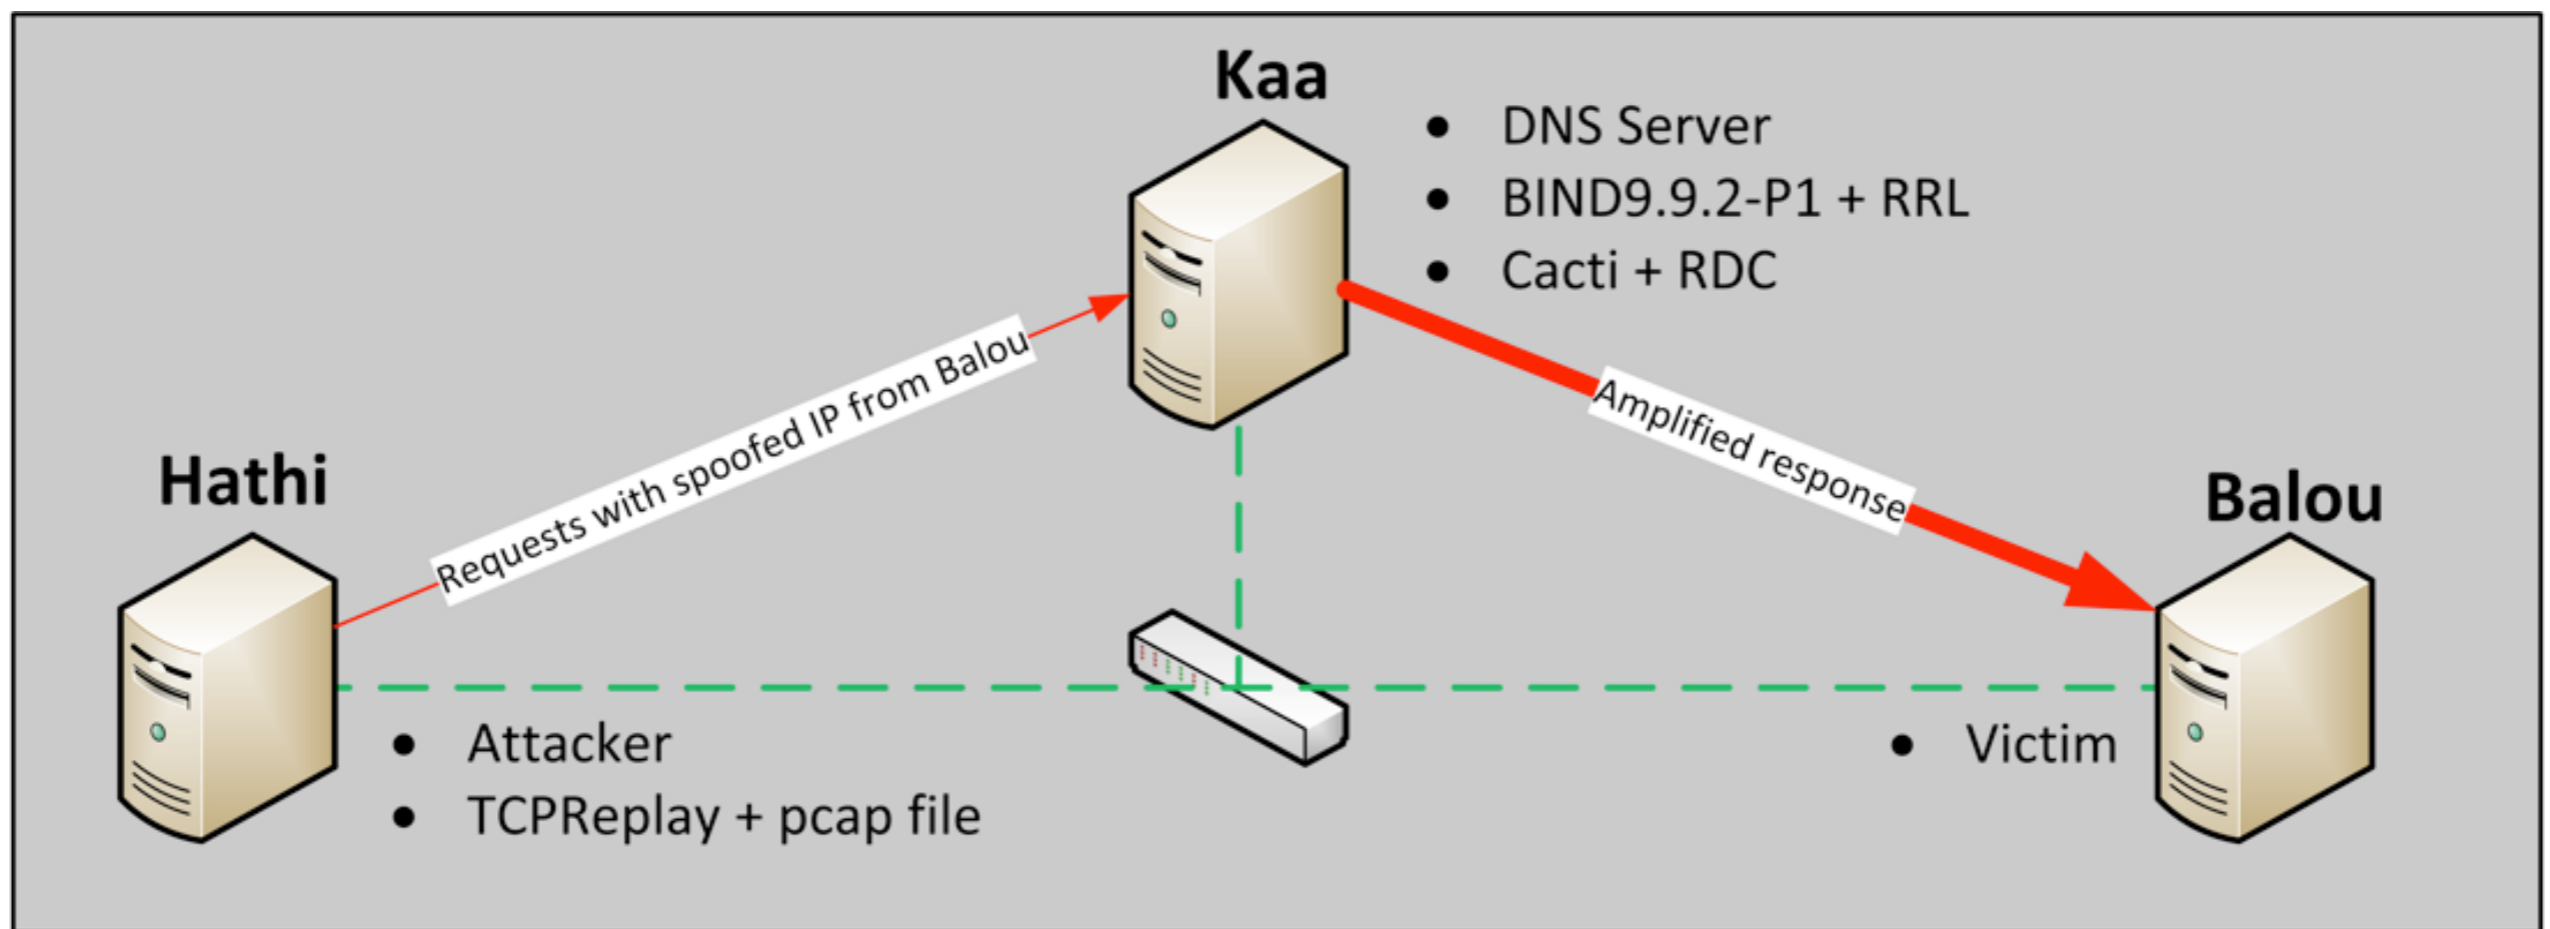 Kaa
• DNS Server
• BIND9.9.2-P1 + RRL
• Cacti + RDC
Requests with spoofed IP from Balou
Amplified response
Hathi
Balou
• Attacker
• TCPReplay + pcap file
• Victim